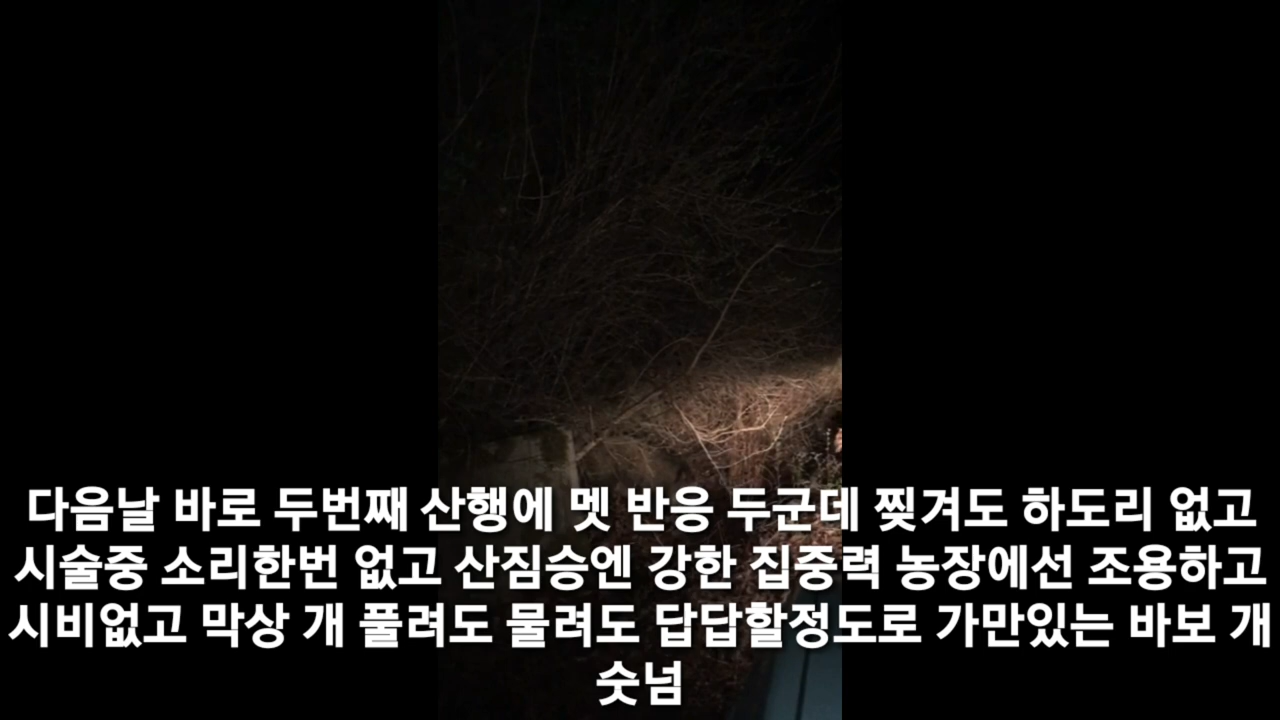 다음날 바로 두번째 산행에 멧 반응 두군데 찢겨도 하도리 없고
시술중 소리한번 없고 산짐승엔 강한 집중력 농장에선 조용하고
시비없고 막상 개 풀려도 물려도 답답할정도로 가만있는 바보 개
숫넘